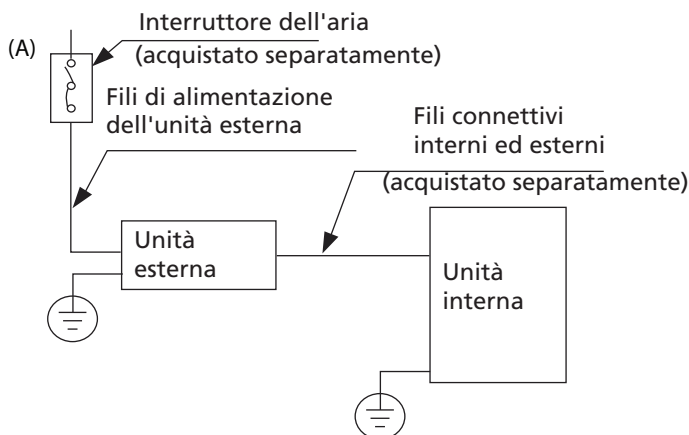 (A)
Interruttore dell'aria
(acquistato separatamente)
Fili di alimentazione
dell'unità esterna
Fili connettivi
interni ed esterni
(acquistato separatamente)
Unità
esterna
Unità
interna